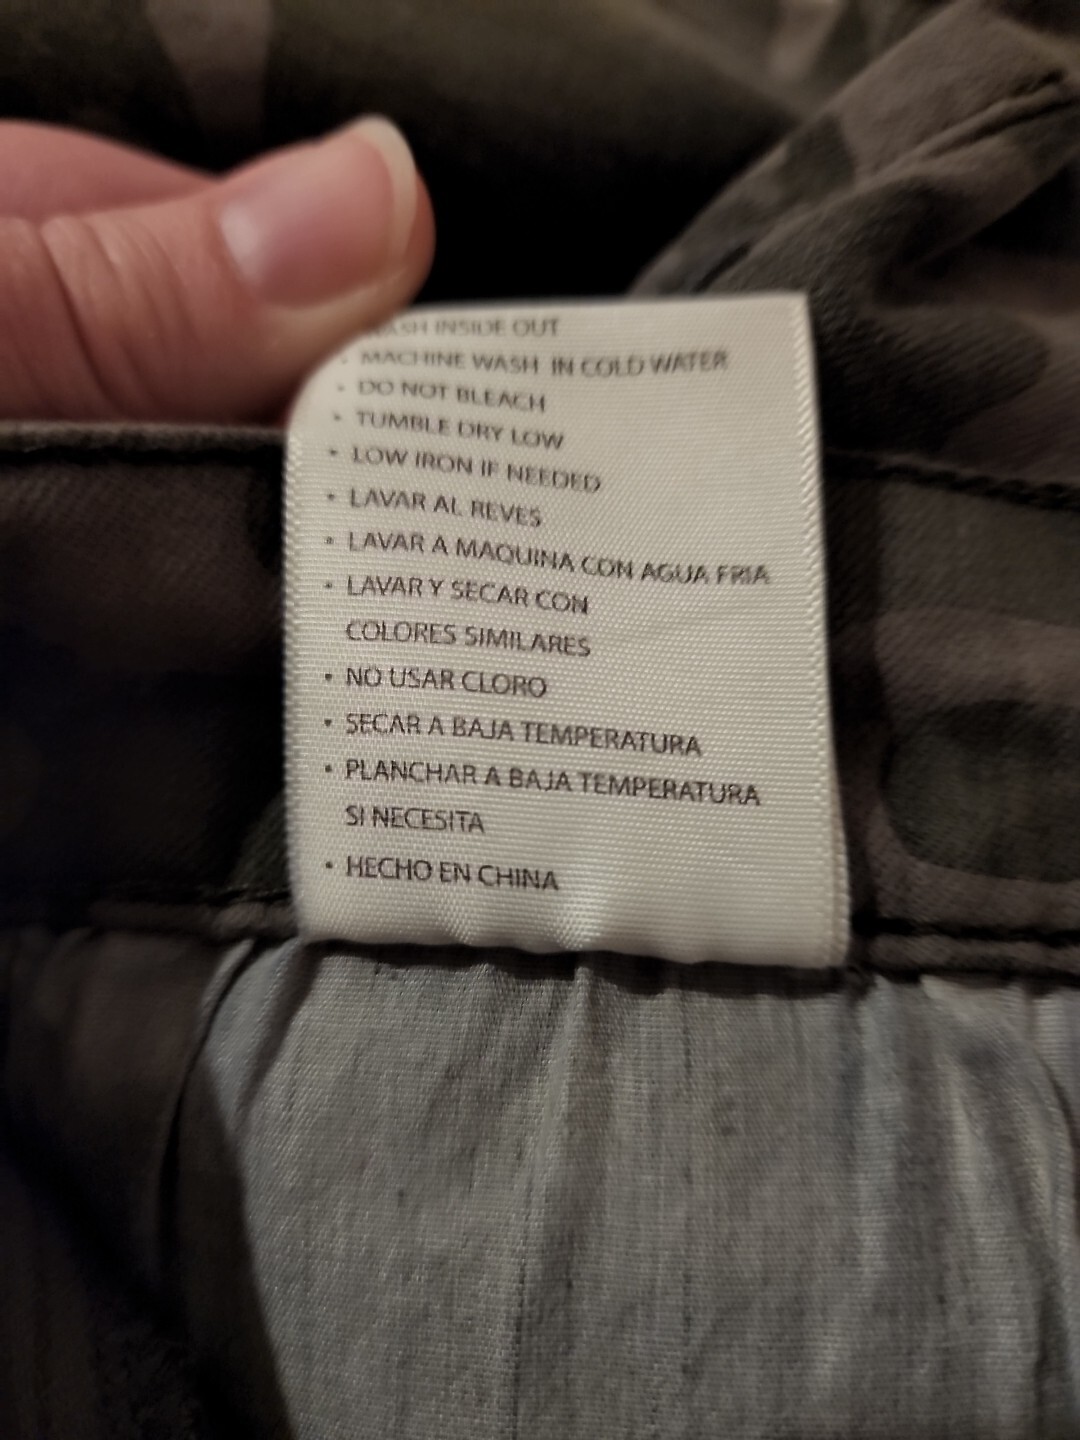 WASH INSIDE OUT
• MACHINE WASH IN COLD WATER
• DO NOT BLEACH
• TUMBLE DRY LOW
• LOW IRON IF NEEDED
• LAVAR AL REVES
• LAVAR A MAQUINA CON AGUA FRIA
• LAVAR Y SECAR CON
COLORES SIMILARES
• NO USAR CLORO
• SECAR A BAJA TEMPERATURA
• PLANCHAR A BAJA TEMPERATURA
SI NECESITA
• HECHO EN CHINA